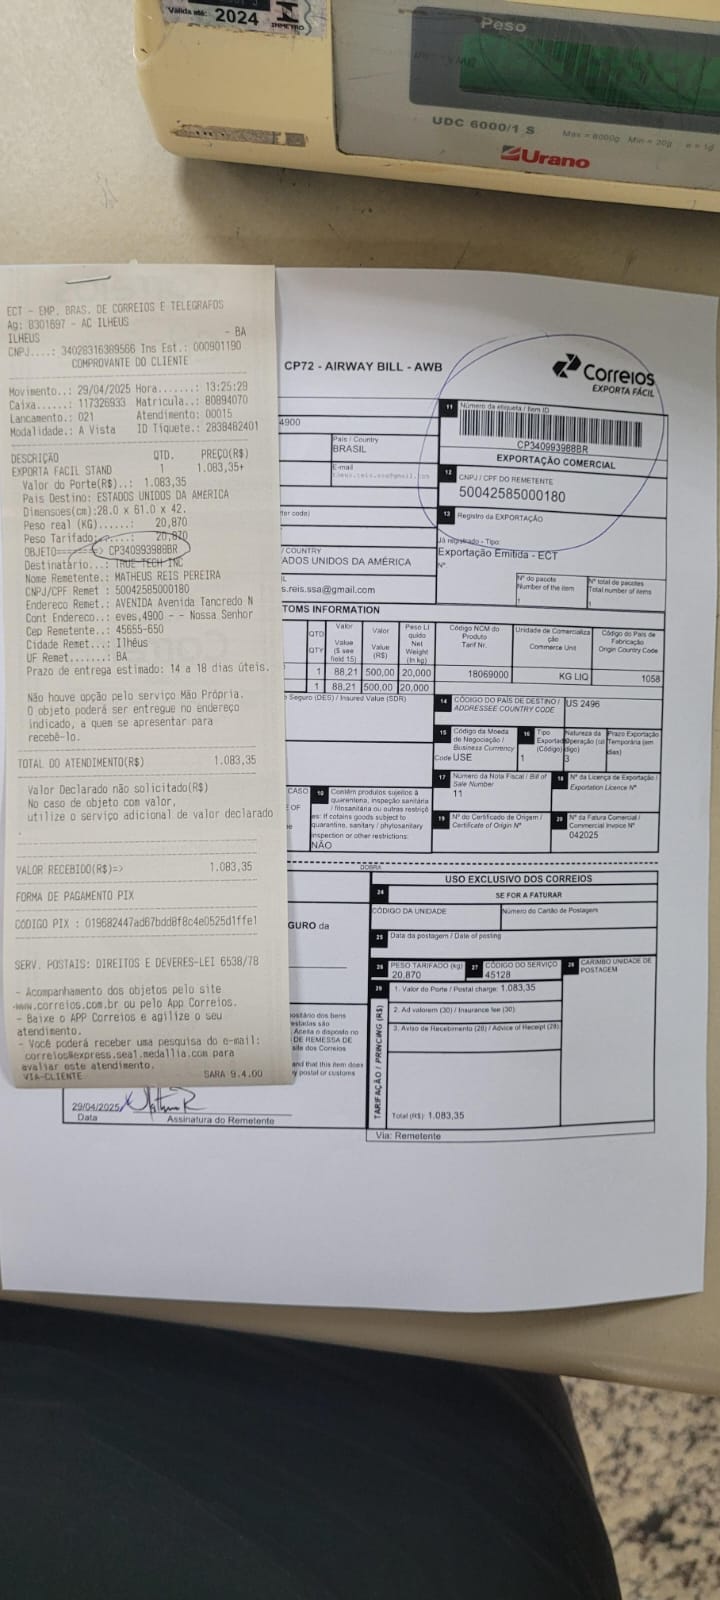 Válida até: 2024
INMETRO
Peso
UDC 6000/1 S
Max = 6000g Min = 20g e = 1g
Urano
ECT - EMP. BRAS. DE CORREIOS E TELEGRAFOS
Ag: 8301697 - AC ILHEUS
ILHEUS - BA
CNPJ....: 34028316389566 Ins Est.: 000901190
COMPROVANTE DO CLIENTE
Movimento..: 29/04/2025 Hora.......: 13:25:29
Caixa......: 117326933 Matricula..: 80894070
Lancamento.: 021 Atendimento: 00015
Modalidade.: A Vista ID Tiquete.: 2838482401
DESCRIÇÃO QTD. PREÇO(R$)
EXPORTA FACIL STAND 1 1.083,35+
Valor do Porte(R$)..: 1.083,35
Pais Destino: ESTADOS UNIDOS DA AMERICA
Dimensoes(cm):28.0 x 61.0 x 42.
Peso real (KG)......: 20,870
Peso Tarifado:......: 20,870
OBJETO======> CP340993988BR
Destinatário...: TRUE TECH INC
Nome Remetente.: MATHEUS REIS PEREIRA
CNPJ/CPF Remet : 50042585000180
Endereco Remet.: AVENIDA Avenida Tancredo N
Cont Endereco..: eves,4900 - - Nossa Senhor
Cep Remetente..: 45655-650
Cidade Remet...: Ilhéus
UF Remet.......: BA
Prazo de entrega estimado: 14 a 18 dias úteis.
Não houve opção pelo serviço Mão Própria.
O objeto poderá ser entregue no endereço
indicado, a quem se apresentar para
recebê-lo.
TOTAL DO ATENDIMENTO(R$) 1.083,35
Valor Declarado não solicitado(R$)
No caso de objeto com valor,
utilize o serviço adicional de valor declarado
.
VALOR RECEBIDO(R$)=> 1.083,35
FORMA DE PAGAMENTO PIX
CÓDIGO PIX : 019682447ad67bdd8f8c4e0525d1ffe1
SERV. POSTAIS: DIREITOS E DEVERES-LEI 6538/78
- Acompanhamento dos objetos pelo site
www.correios.com.br ou pelo App Correios.
- Baixe o APP Correios e agilize o seu
atendimento.
- Você poderá receber uma pesquisa do e-mail:
correios@express.seal.medallia.com para
avaliar este atendimento.
VIA-CLIENTE SARA 9.4.00
CP72 - AIRWAY BILL - AWB
Correios
EXPORTA FÁCIL
11 Número da etiqueta / Item ID
CP340993988BR
EXPORTAÇÃO COMERCIAL
4900
País / Country
BRASIL
E-mail
12 CNPJ / CPF DO REMETENTE
50042585000180
13 Registro da EXPORTAÇÃO
Já registrado - Tipo:
Exportação Emitida - ECT
Nº
/ COUNTRY
ADOS UNIDOS DA AMÉRICA
s.reis.ssa@gmail.com
Nº do pacote
Number of the item
1
Nº total de pacotes
Total number of items
1
TOMS INFORMATION
QTD
QTY
Valor
Value
($ see
field 15)
Valor
Value
(R$)
Peso Lí
quido
Net
Weight
(In kg)
Código NCM do
Produto
Tarif Nr.
Unidade de Comercializa
ção
Commerce Unit
Código do País de
Fabricação
Origin Country Code
1 88,21 500,00 20,000 18069000 KG LIQ 1058
1 88,21 500,00 20,000
Seguro (DES) / Insured Value (SDR)
14 CÓDIGO DO PAÍS DE DESTINO /
ADDRESSEE COUNTRY CODE
US 2496
15 Código da Moeda
de Negociação /
Business Currency
Code USE
16 Tipo
Exportad
(Código)
1
Natureza da
Operação (có
digo)
3
Prazo Exportação
Temporária (em
dias)
17 Número da Nota Fiscal / Bill of
Sale Number
11
18 Nº da Licença de Exportação /
Exportation Licence Nº
19 Nº do Certificado de Origem /
Certificate of Origin Nº
20 Nº da Fatura Comercial /
Commercial Invoice Nº
042025
CASO
E OF
10 Contém produtos sujeitos à
quarentena, inspeção sanitária
/ fitosanitária ou outras restriçõ
es: If cotains goods subject to
quarantine, sanitary / phytosanitary
inspection or other restrictions:
NÃO
DOBRA
USO EXCLUSIVO DOS CORREIOS
24 SE FOR A FATURAR
CÓDIGO DA UNIDADE
Número do Cartão de Postagem
25 Data da postagem / Date of posting
GURO da
26 PESO TARIFADO (kg)
20,870
27 CÓDIGO DO SERVIÇO
45128
28 CARIMBO UNIDADE DE
POSTAGEM
29 TARIFAÇÃO / PRINCING (R$)
1. Valor do Porte / Postal charge: 1.083,35
2. Ad valorem (30) / Insurance fee (30):
3. Aviso de Recebimento (28) / Advice of Receipt (28):
Total (R$): 1.083,35
postário dos bens
estadas são
Aceita o disposto no
DE REMESSA DE
site dos Correios
and that this item does
y postal or customs
29/04/2025
Data
Assinatura do Remetente
Via: Remetente